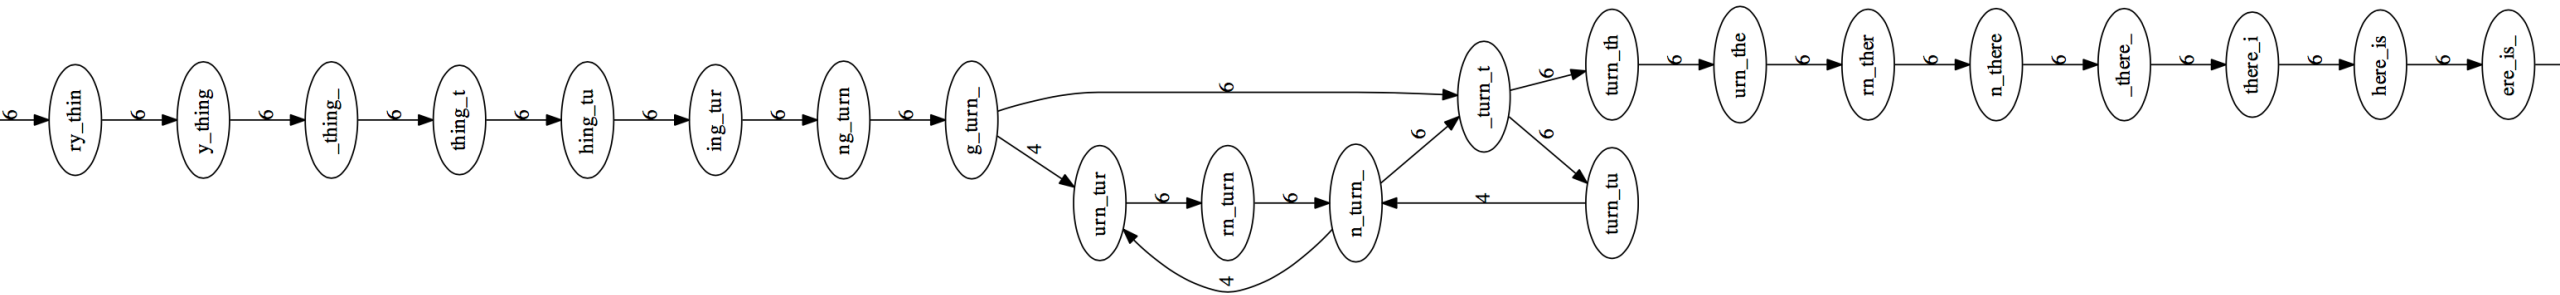 6 ry_thin 6 y_thing 6 _thing_ 6 thing_t 6 hing_tu 6 ing_tur 6 ng_turn 6 g_turn_
6
4
urn_tur 6 rn_turn 6 n_turn_
4
6
_turn_t
6
6
turn_tu
4
turn_th 6 urn_the 6 rn_ther 6 n_there 6 _there_ 6 there_i 6 here_is 6 ere_is_